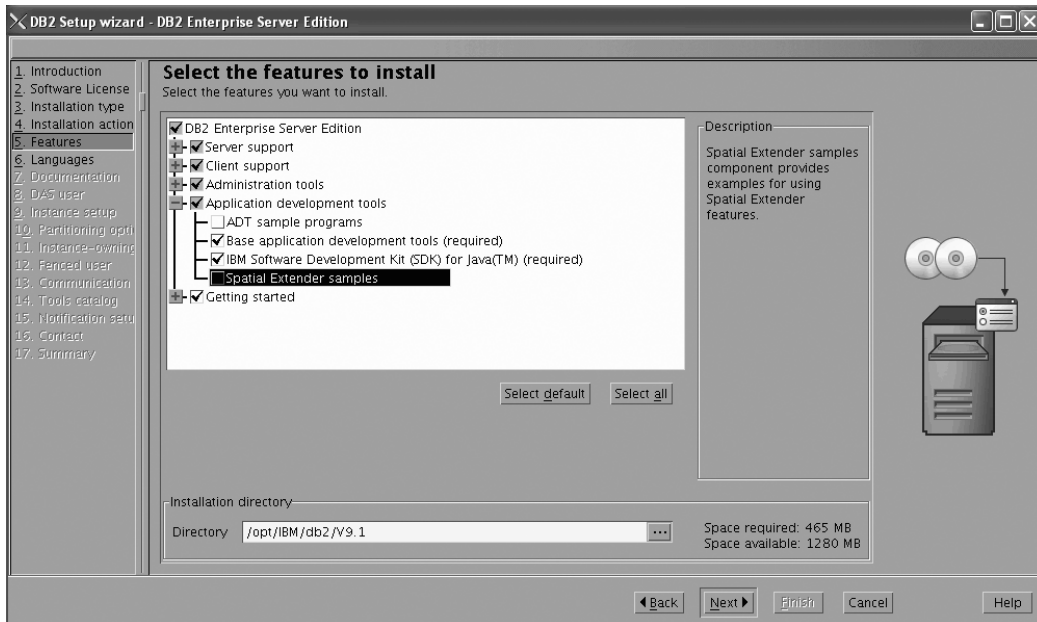 DB2 Setup wizard - DB2 Enterprise Server Edition
1. Introduction
2. Software License
3. Installation type
4. Installation action
5. Features
6. Languages
7. Documentation
8. DAS user
9. Instance setup
10. Partitioning opti
11. Instance-owning
12. Fenced user
13. Communication
14. Tools catalog
15. Notification setu
16. Contact
17. Summary
Select the features to install
Select the features you want to install.
DB2 Enterprise Server Edition
Server support
Client support
Administration tools
Application development tools
ADT sample programs
Base application development tools (required)
IBM Software Development Kit (SDK) for Java(TM) (required)
Spatial Extender samples
Getting started
Select default
Select all
Description
Spatial Extender samples
component provides
examples for using
Spatial Extender
features.
Installation directory
Directory /opt/IBM/db2/V9.1 ...
Space required: 465 MB
Space available: 1280 MB
Back
Next
Finish
Cancel
Help